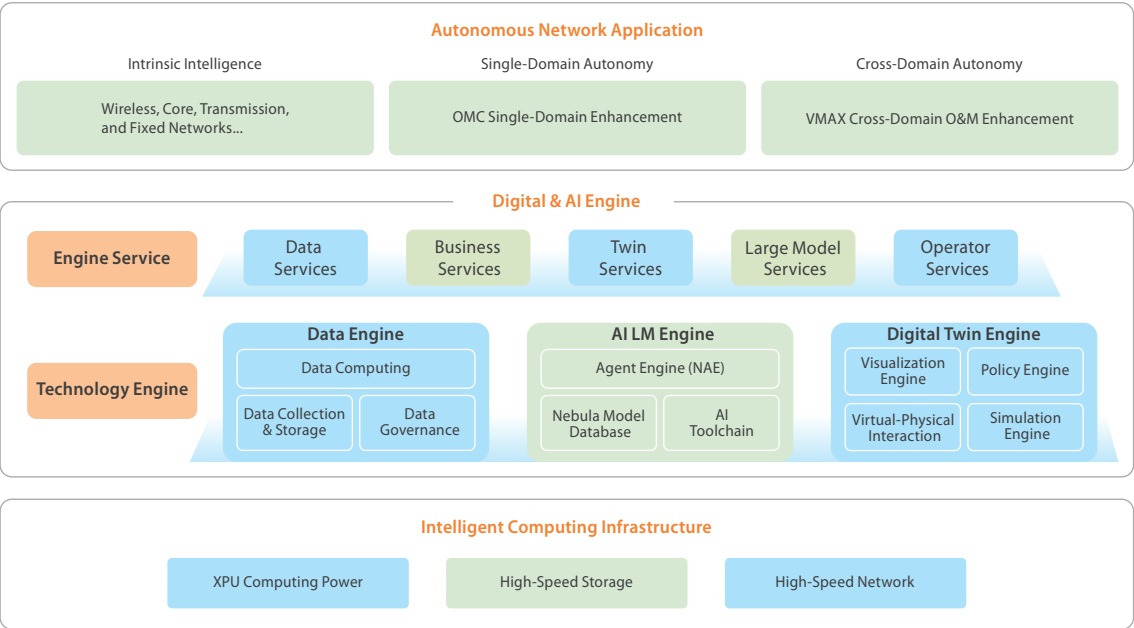 Autonomous Network Application
Intrinsic Intelligence
Single-Domain Autonomy
Cross-Domain Autonomy
Wireless, Core, Transmission,
and Fixed Networks...
OMC Single-Domain Enhancement
VMAX Cross-Domain O&M Enhancement
Digital & AI Engine
Engine Service
Data
Services
Business
Services
Twin
Services
Large Model
Services
Operator
Services
Technology Engine
Data Engine
Data Computing
Data Collection
& Storage
Data
Governance
AI LM Engine
Agent Engine (NAE)
Nebula Model
Database
AI
Toolchain
Digital Twin Engine
Visualization
Engine
Policy Engine
Virtual-Physical
Interaction
Simulation
Engine
Intelligent Computing Infrastructure
XPU Computing Power
High-Speed Storage
High-Speed Network